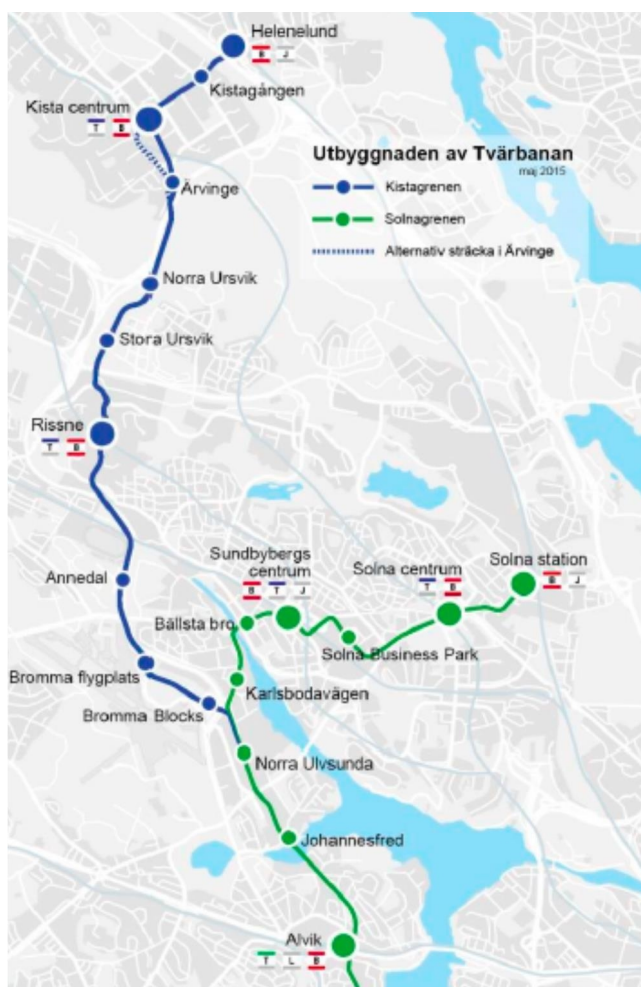 Helenelund
B J
Kistagången
Kista centrum
T B
Utbyggnaden av Tvärbanan
maj 2015
Kistagrenen
Solnagrenen
Alternativ sträcka i Ärvinge
Ärvinge
Norra Ursvik
Stora Ursvik
Rissne
T B
Sundbybergs
centrum
B T J
Solna centrum
T B
Solna station
B J
Annedal
Bällsta bro
Solna Business Park
Bromma flygplats
Karlsbodavägen
Bromma Blocks
Norra Ulvsunda
Johannesfred
Alvik
T L B